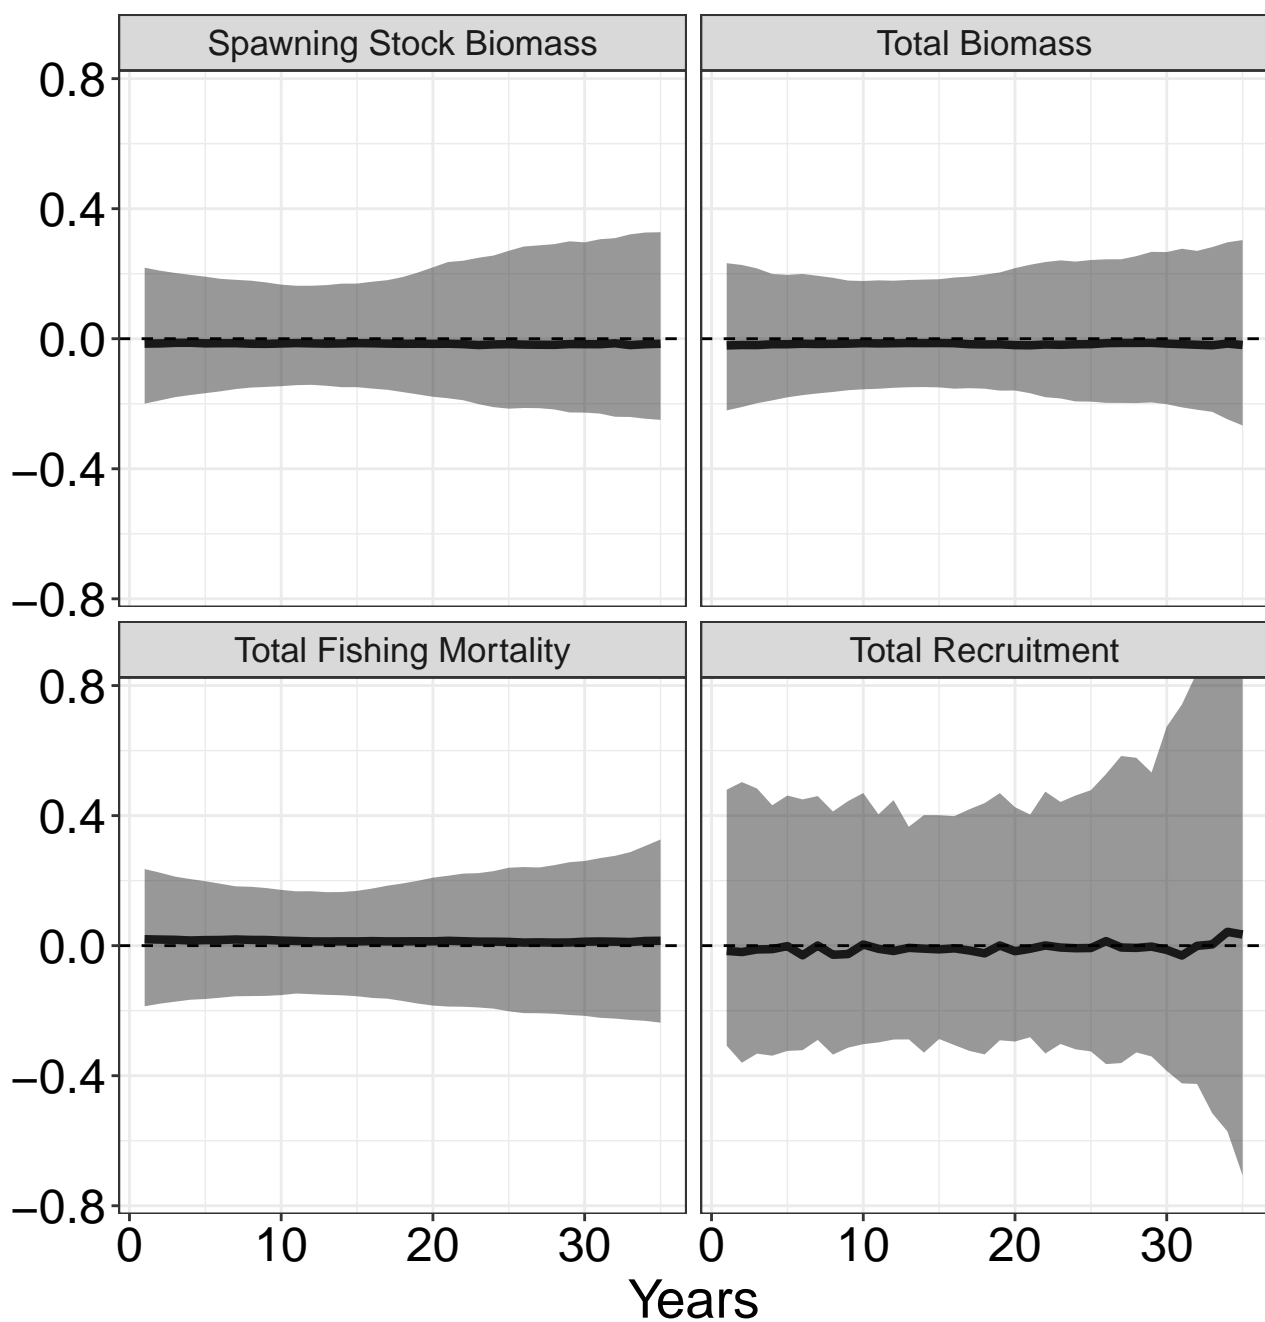 Spawning Stock Biomass
Total Biomass
0.8
0.4
0.0
−0.4
−0.8
Total Fishing Mortality
Total Recruitment
0.8
0.4
0.0
−0.4
−0.8
0 10 20 30
0 10 20 30
Years